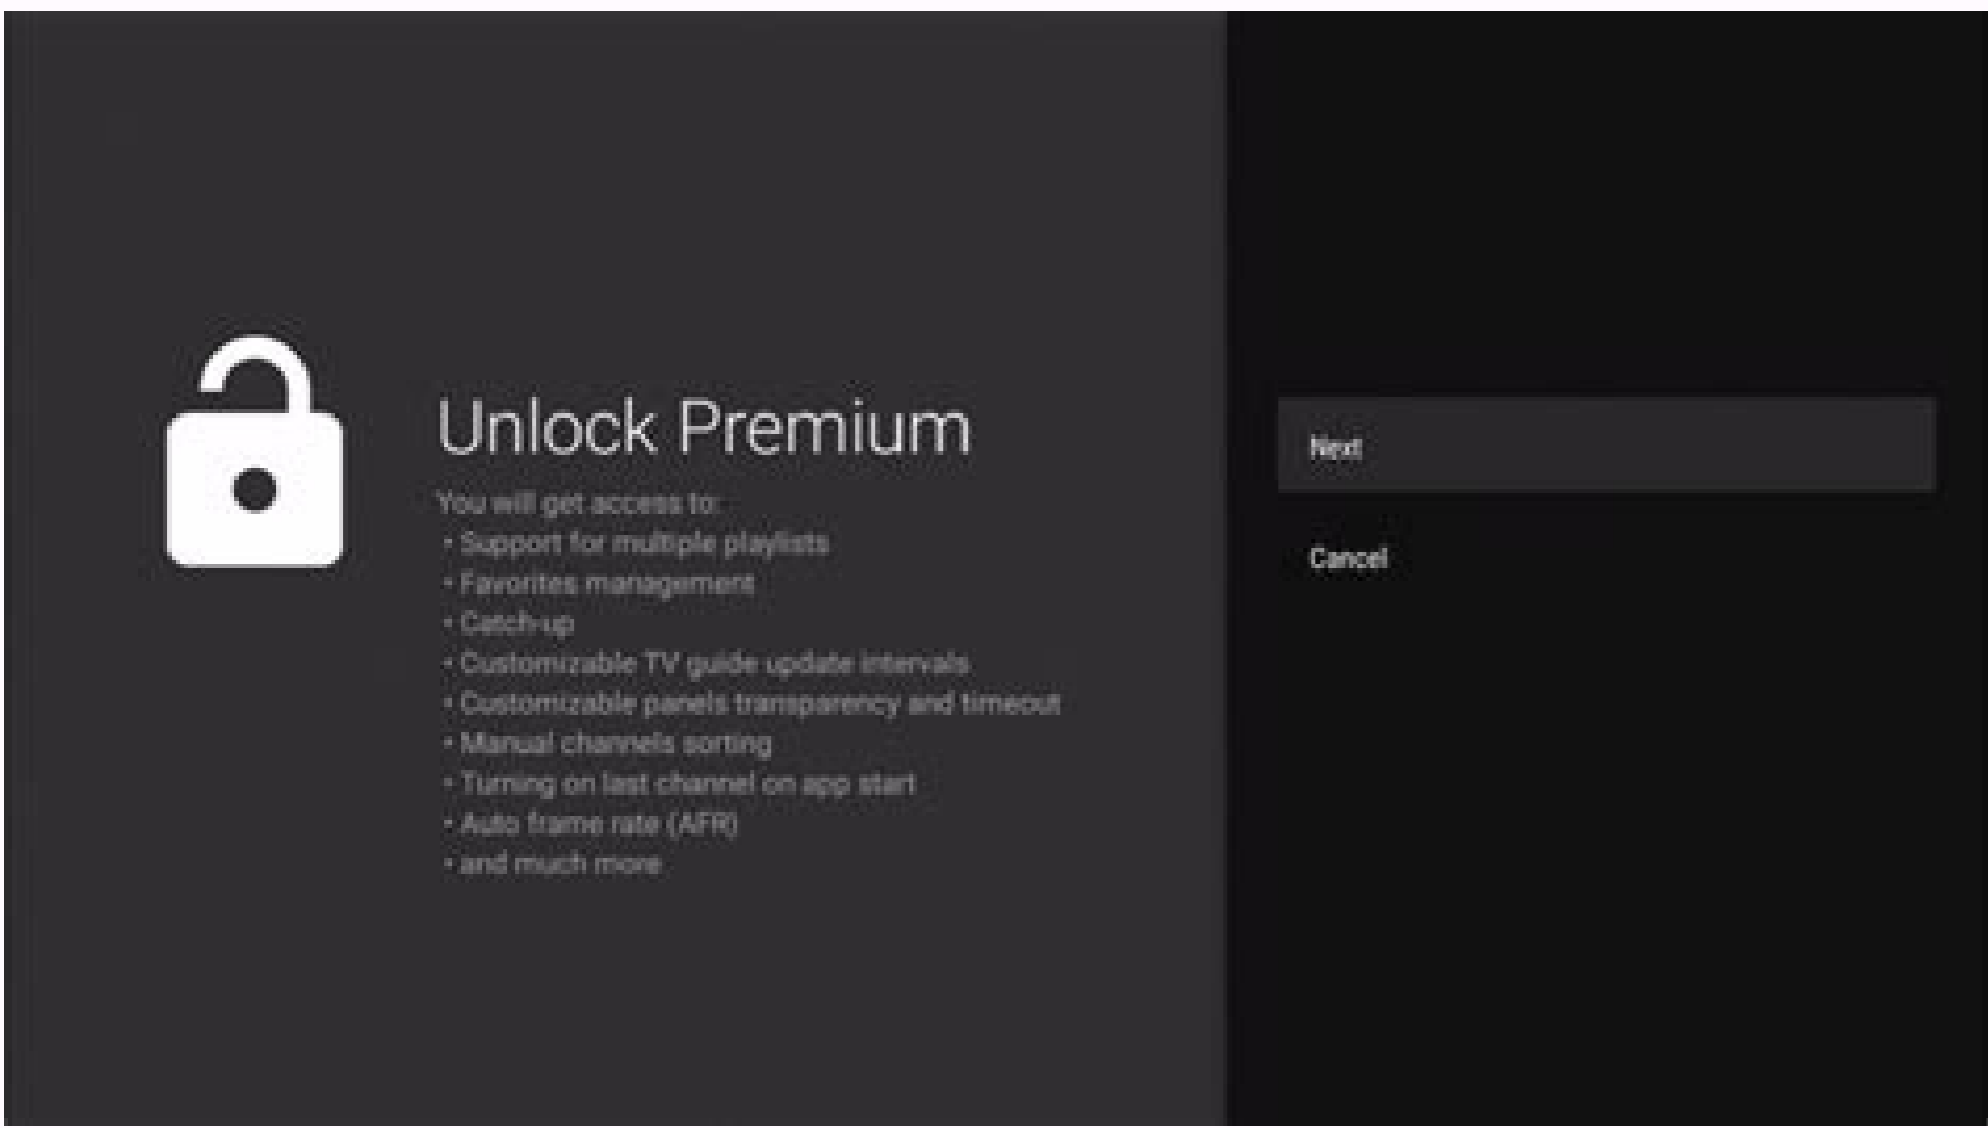 Unlock Premium
You will get access to:
• Support for multiple playlists
• Favorites management
• Catch-up
• Customizable TV guide update intervals
• Customizable panels transparency and timeout
• Manual channels sorting
• Turning on last channel on app start
• Auto frame rate (AFR)
• and much more
Next
Cancel